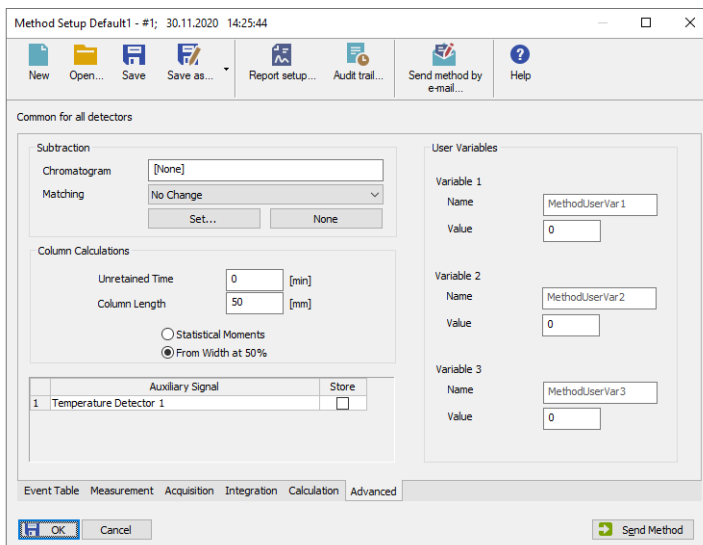 Method Setup Default1 - #1;  30.11.2020  14:25:44
New Open... Save Save as... Report setup... Audit trail... Send method by e-mail... Help
Common for all detectors
Subtraction
Chromatogram [None]
Matching No Change
Set... None
Column Calculations
Unretained Time 0 [min]
Column Length 50 [mm]
Statistical Moments
From Width at 50%
Auxiliary Signal Store
1 Temperature Detector 1
User Variables
Variable 1
Name MethodUserVar1
Value 0
Variable 2
Name MethodUserVar2
Value 0
Variable 3
Name MethodUserVar3
Value 0
Event Table Measurement Acquisition Integration Calculation Advanced
OK Cancel Send Method